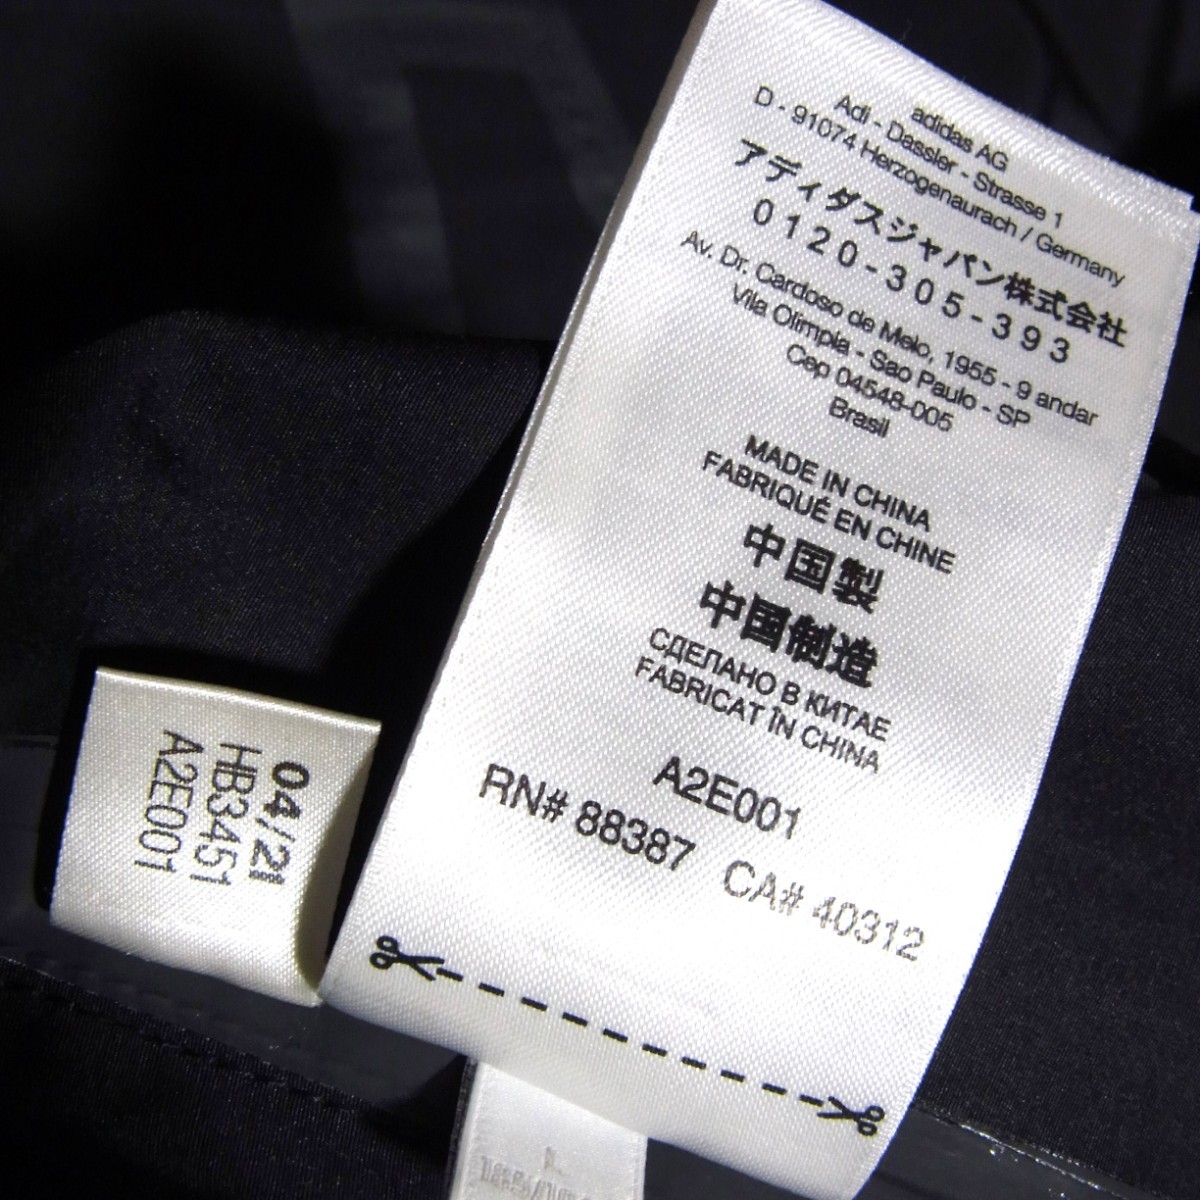 adidas AG
Adi - Dassler - Strasse 1
D - 91074 Herzogenaurach / Germany
アディダスジャパン株式会社
0120-305-393
Av. Dr. Cardoso de Melo, 1955 - 9 andar
Vila Olimpia - Sao Paulo - SP
Cep 04548-005
Brasil
MADE IN CHINA
FABRIQUÉ EN CHINE
中国製
中国制造
СДЕЛАНО В КИТАЕ
FABRICAT ÎN CHINA
A2E001
RN# 88387 CA# 40312
04/21
HB3451
A2E001